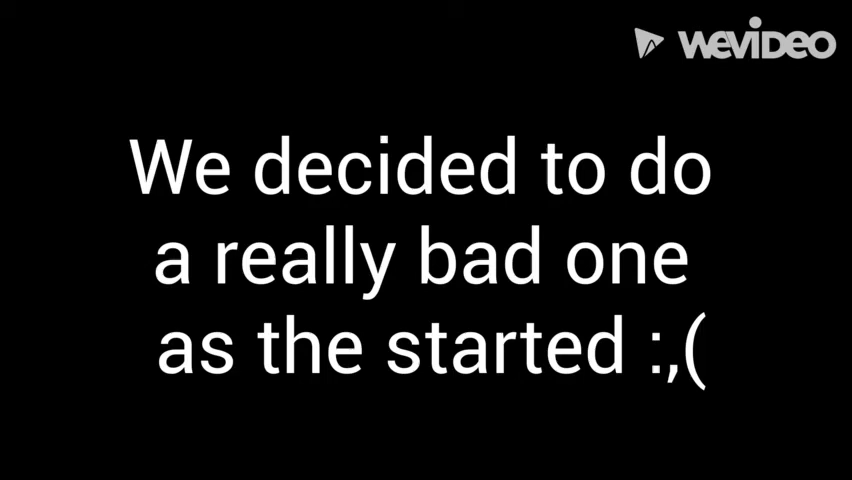 WEVIDEO
We decided to do
a really bad one
as the started :,(